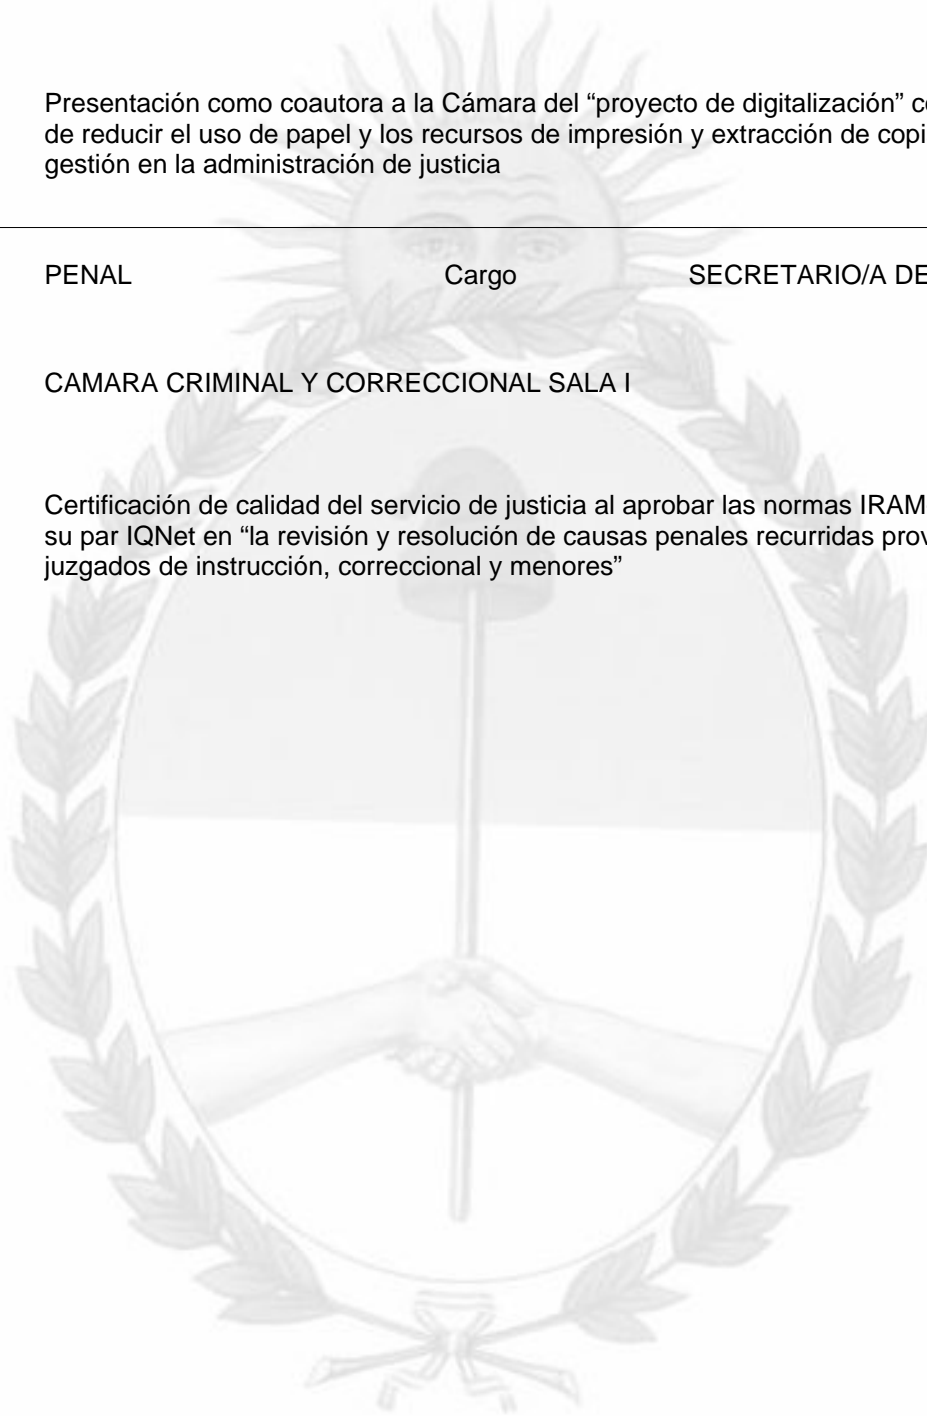 Presentación como coautora a la Cámara del “proyecto de digitalización” c
de reducir el uso de papel y los recursos de impresión y extracción de copi
gestión en la administración de justicia
PENAL Cargo SECRETARIO/A DE
CAMARA CRIMINAL Y CORRECCIONAL SALA I
Certificación de calidad del servicio de justicia al aprobar las normas IRAM
su par IQNet en “la revisión y resolución de causas penales recurridas prov
juzgados de instrucción, correccional y menores”